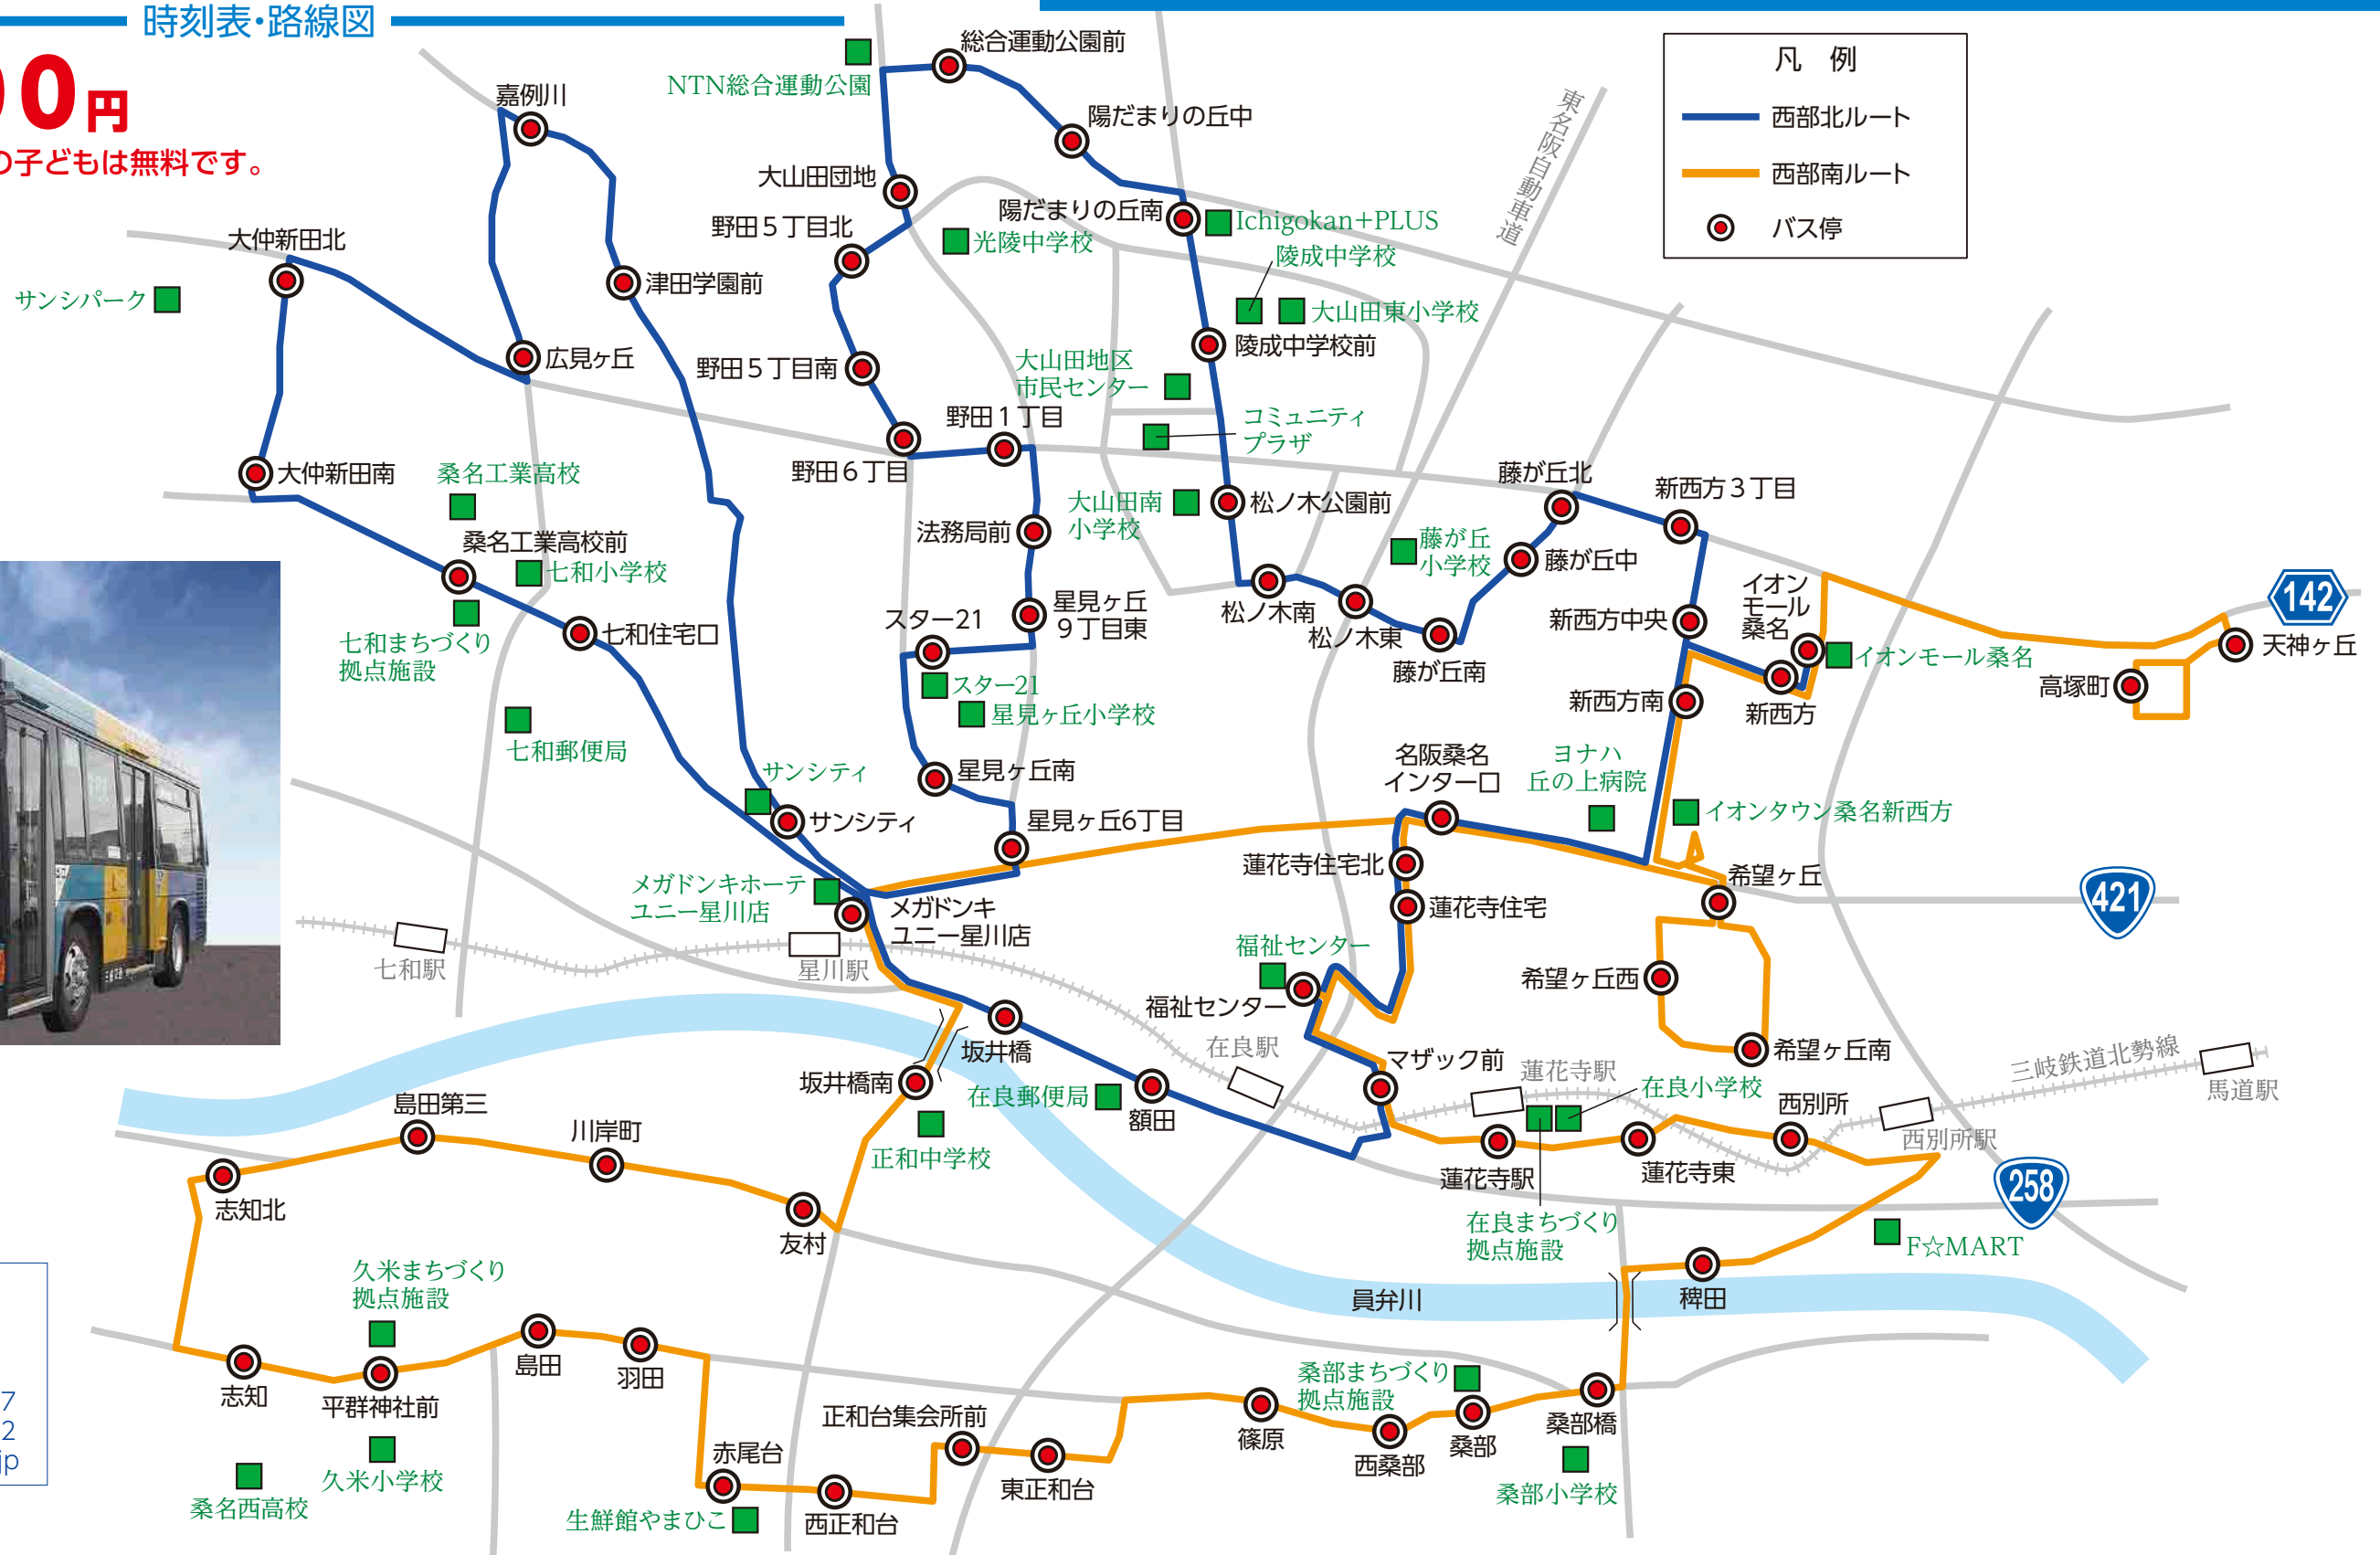 時刻表・路線図
00円
の子どもは無料です。
凡 例
西部北ルート
西部南ルート
バス停
総合運動公園前
NTN総合運動公園
嘉例川
陽だまりの丘中
東名阪自動車道
大山田団地
陽だまりの丘南
Ichigokan+PLUS
野田５丁目北
光陵中学校
陵成中学校
大仲新田北
津田学園前
サンシパーク
大山田東小学校
陵成中学校前
広見ヶ丘
野田５丁目南
大山田地区
市民センター
野田１丁目
コミュニティ
プラザ
野田６丁目
大仲新田南
桑名工業高校
藤が丘北
新西方３丁目
大山田南
小学校
松ノ木公園前
法務局前
桑名工業高校前
藤が丘
小学校
藤が丘中
七和小学校
イオン
モール
桑名
142
スター21
星見ヶ丘
９丁目東
松ノ木南
新西方中央
七和まちづくり
拠点施設
七和住宅口
松ノ木東
天神ヶ丘
イオンモール桑名
藤が丘南
スター21
高塚町
新西方南
新西方
星見ヶ丘小学校
七和郵便局
名阪桑名
インター口
ヨナハ
丘の上病院
サンシティ
星見ヶ丘南
サンシティ
星見ヶ丘6丁目
イオンタウン桑名新西方
蓮花寺住宅北
希望ヶ丘
メガドンキホーテ
ユニー星川店
421
メガドンキ
ユニー星川店
蓮花寺住宅
福祉センター
七和駅
星川駅
希望ヶ丘西
福祉センター
坂井橋
在良駅
マザック前
希望ヶ丘南
三岐鉄道北勢線
坂井橋南
蓮花寺駅
在良小学校
馬道駅
在良郵便局
額田
島田第三
西別所
川岸町
西別所駅
正和中学校
蓮花寺駅
蓮花寺東
258
志知北
友村
在良まちづくり
拠点施設
F☆MART
久米まちづくり
拠点施設
員弁川
稗田
島田
羽田
志知
平群神社前
桑部まちづくり
拠点施設
7
2
jp
正和台集会所前
篠原
桑部
桑部橋
赤尾台
西桑部
久米小学校
東正和台
桑名西高校
桑部小学校
生鮮館やまひこ
西正和台